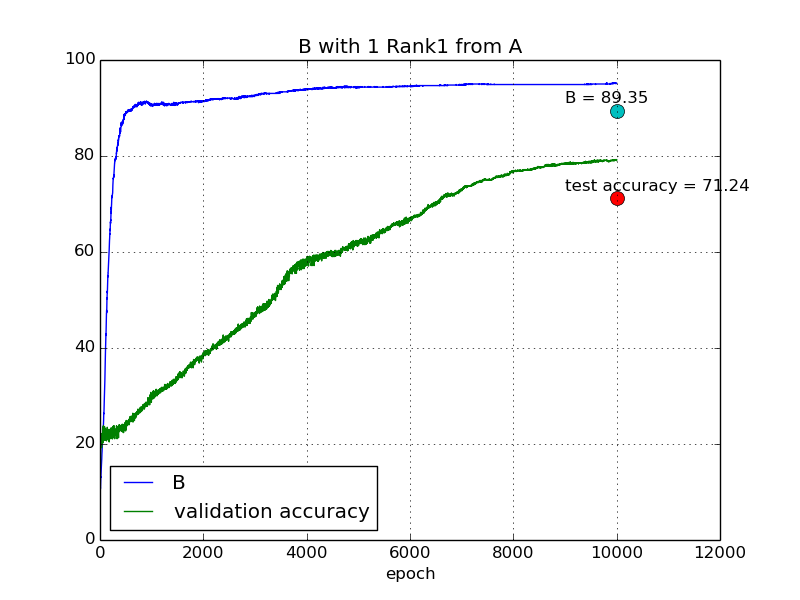 B with 1 Rank1 from A
100
80
60
40
20
0
B = 89.35
test accuracy = 71.24
B
validation accuracy
0 2000 4000 6000 8000 10000 12000
epoch